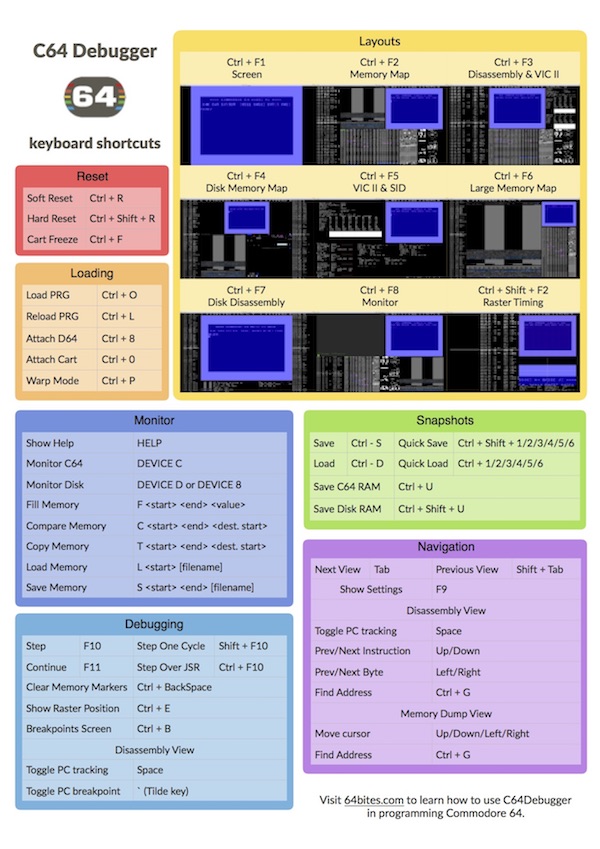 C64 Debugger
64
keyboard shortcuts
Reset
Soft Reset Ctrl + R
Hard Reset Ctrl + Shift + R
Cart Freeze Ctrl + F
Loading
Load PRG Ctrl + O
Reload PRG Ctrl + L
Attach D64 Ctrl + 8
Attach Cart Ctrl + 0
Warp Mode Ctrl + P
Layouts
Ctrl + F1 Ctrl + F2 Ctrl + F3
Screen Memory Map Disassembly & VIC II
Ctrl + F4 Ctrl + F5 Ctrl + F6
Disk Memory Map VIC II & SID Large Memory Map
Ctrl + F7 Ctrl + F8 Ctrl + Shift + F2
Disk Disassembly Monitor Raster Timing
Monitor
Show Help HELP
Monitor C64 DEVICE C
Monitor Disk DEVICE D or DEVICE 8
Fill Memory F <start> <end> <value>
Compare Memory C <start> <end> <dest. start>
Copy Memory T <start> <end> <dest. start>
Load Memory L <start> [filename]
Save Memory S <start> <end> [filename]
Debugging
Step F10 Step One Cycle Shift + F10
Continue F11 Step Over JSR Ctrl + F10
Clear Memory Markers Ctrl + BackSpace
Show Raster Position Ctrl + E
Breakpoints Screen Ctrl + B
Disassembly View
Toggle PC tracking Space
Toggle PC breakpoint ` (Tilde key)
Snapshots
Save Ctrl - S Quick Save Ctrl + Shift + 1/2/3/4/5/6
Load Ctrl - D Quick Load Ctrl + 1/2/3/4/5/6
Save C64 RAM Ctrl + U
Save Disk RAM Ctrl + Shift + U
Navigation
Next View Tab Previous View Shift + Tab
Show Settings F9
Disassembly View
Toggle PC tracking Space
Prev/Next Instruction Up/Down
Prev/Next Byte Left/Right
Find Address Ctrl + G
Memory Dump View
Move cursor Up/Down/Left/Right
Find Address Ctrl + G
Visit 64bites.com to learn how to use C64Debugger
in programming Commodore 64.